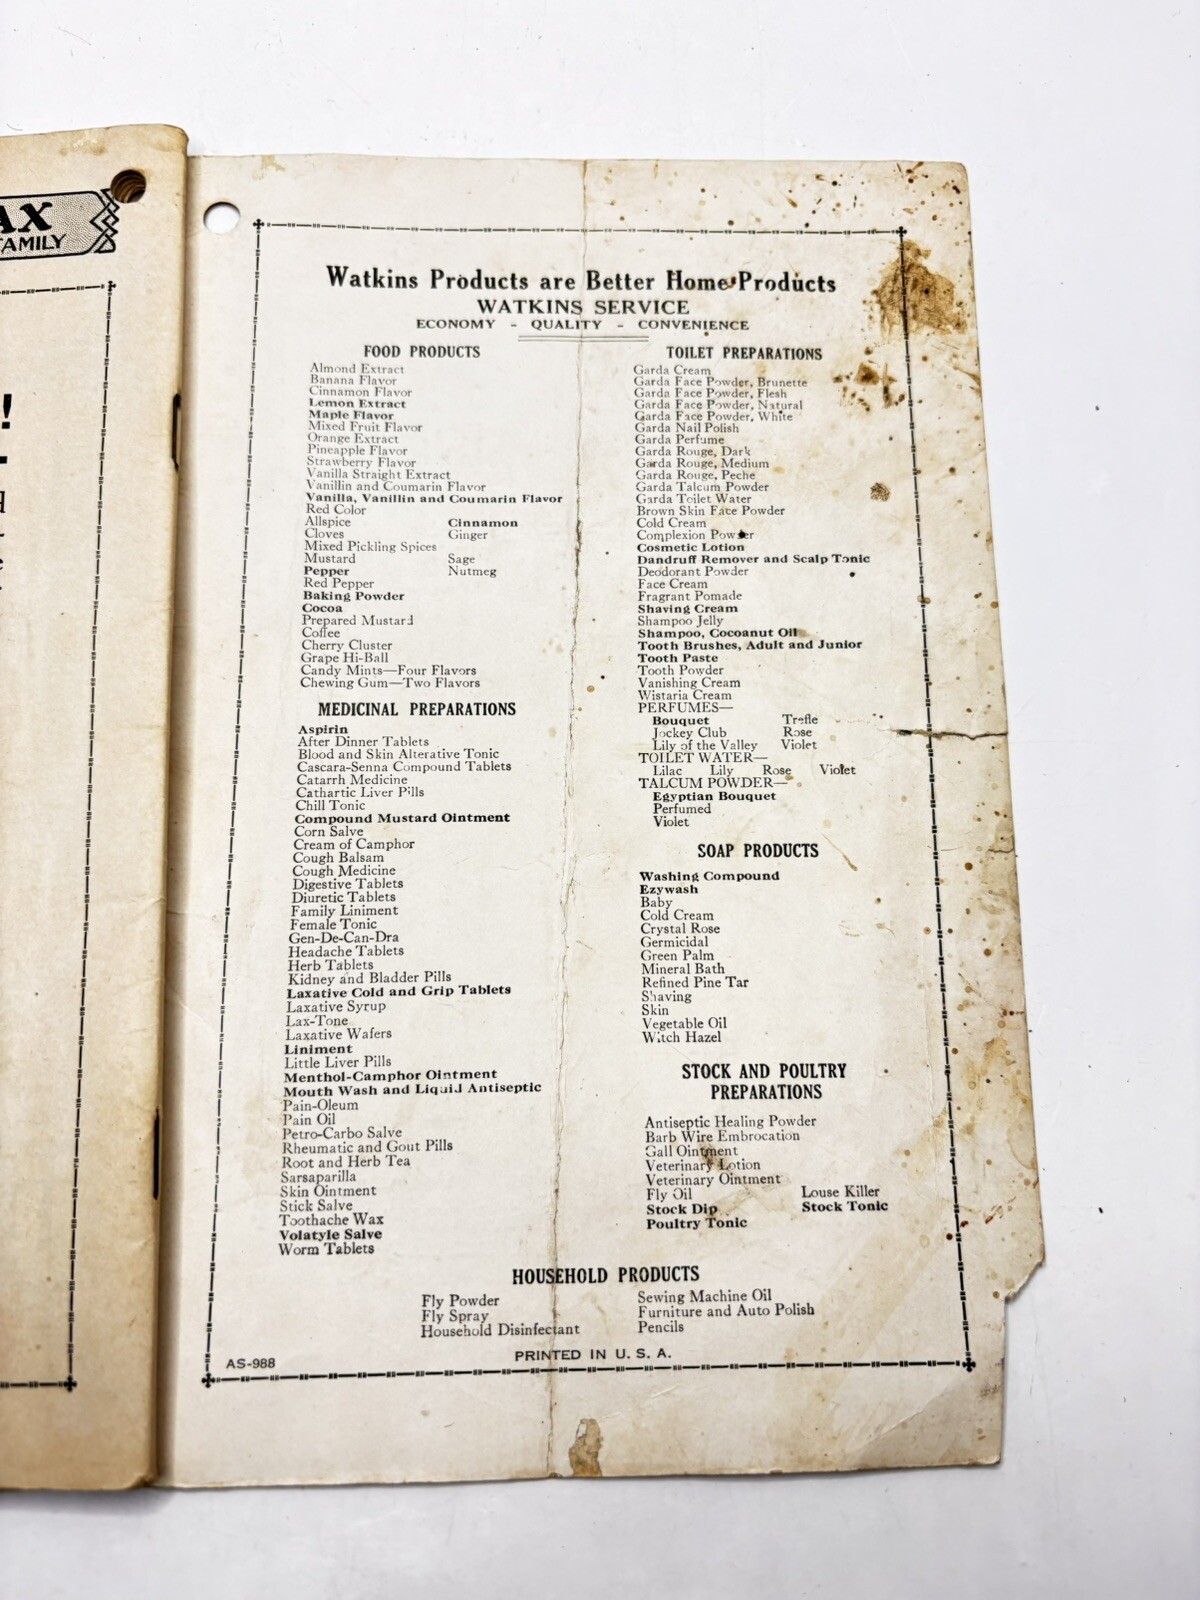 AX
AMILY
!
Watkins Products are Better Home Products
WATKINS SERVICE
ECONOMY - QUALITY - CONVENIENCE
FOOD PRODUCTS
Almond Extract
Banana Flavor
Cinnamon Flavor
Lemon Extract
Maple Flavor
Mixed Fruit Flavor
Orange Extract
Pineapple Flavor
Strawberry Flavor
Vanilla Straight Extract
Vanillin and Coumarin Flavor
Vanilla, Vanillin and Coumarin Flavor
Red Color
Allspice Cinnamon
Cloves Ginger
Mixed Pickling Spices
Mustard Sage
Pepper Nutmeg
Red Pepper
Baking Powder
Cocoa
Prepared Mustard
Coffee
Cherry Cluster
Grape Hi-Ball
Candy Mints—Four Flavors
Chewing Gum—Two Flavors
MEDICINAL PREPARATIONS
Aspirin
After Dinner Tablets
Blood and Skin Alterative Tonic
Cascara-Senna Compound Tablets
Catarrh Medicine
Cathartic Liver Pills
Chill Tonic
Compound Mustard Ointment
Corn Salve
Cream of Camphor
Cough Balsam
Cough Medicine
Digestive Tablets
Diuretic Tablets
Family Liniment
Female Tonic
Gen-De-Can-Dra
Headache Tablets
Herb Tablets
Kidney and Bladder Pills
Laxative Cold and Grip Tablets
Laxative Syrup
Lax-Tone
Laxative Wafers
Liniment
Little Liver Pills
Menthol-Camphor Ointment
Mouth Wash and Liquid Antiseptic
Pain-Oleum
Pain Oil
Petro-Carbo Salve
Rheumatic and Gout Pills
Root and Herb Tea
Sarsaparilla
Skin Ointment
Stick Salve
Toothache Wax
Volatyle Salve
Worm Tablets
TOILET PREPARATIONS
Garda Cream
Garda Face Powder, Brunette
Garda Face Powder, Flesh
Garda Face Powder, Natural
Garda Face Powder, White
Garda Nail Polish
Garda Perfume
Garda Rouge, Dark
Garda Rouge, Medium
Garda Rouge, Peche
Garda Talcum Powder
Garda Toilet Water
Brown Skin Face Powder
Cold Cream
Complexion Powder
Cosmetic Lotion
Dandruff Remover and Scalp Tonic
Deodorant Powder
Face Cream
Fragrant Pomade
Shaving Cream
Shampoo Jelly
Shampoo, Cocoanut Oil
Tooth Brushes, Adult and Junior
Tooth Paste
Tooth Powder
Vanishing Cream
Wistaria Cream
PERFUMES—
Bouquet Trefle
Jockey Club Rose
Lily of the Valley Violet
TOILET WATER—
Lilac Lily Rose Violet
TALCUM POWDER—
Egyptian Bouquet
Perfumed
Violet
SOAP PRODUCTS
Washing Compound
Ezywash
Baby
Cold Cream
Crystal Rose
Germicidal
Green Palm
Mineral Bath
Refined Pine Tar
Shaving
Skin
Vegetable Oil
Witch Hazel
STOCK AND POULTRY
PREPARATIONS
Antiseptic Healing Powder
Barb Wire Embrocation
Gall Ointment
Veterinary Lotion
Veterinary Ointment
Fly Oil Louse Killer
Stock Dip Stock Tonic
Poultry Tonic
HOUSEHOLD PRODUCTS
Fly Powder Sewing Machine Oil
Fly Spray Furniture and Auto Polish
Household Disinfectant Pencils
PRINTED IN U. S. A.
AS-988